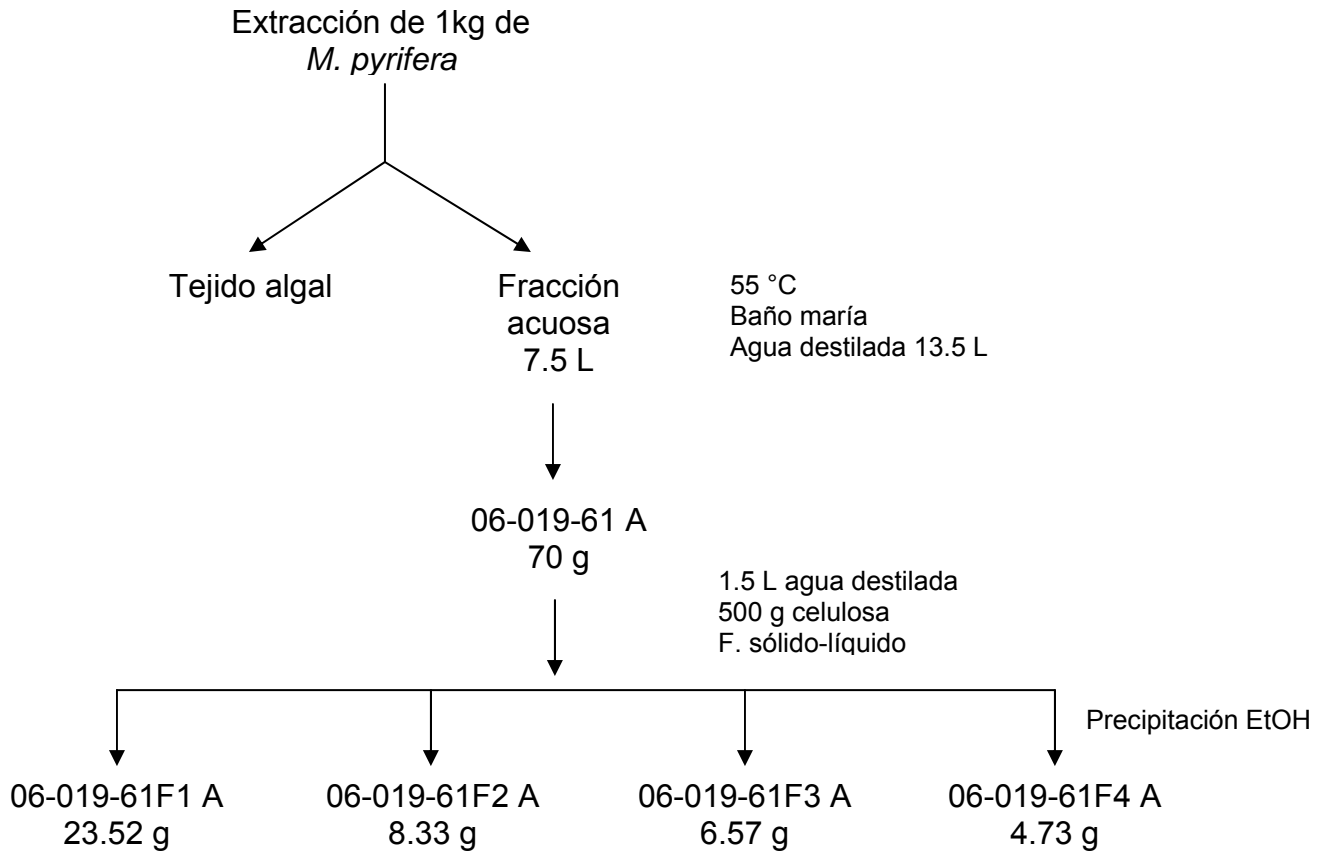 Extracción de 1kg de
M. pyrifera
Tejido algal
Fracción
acuosa
7.5 L
55 °C
Baño maría
Agua destilada 13.5 L
06-019-61 A
70 g
1.5 L agua destilada
500 g celulosa
F. sólido-líquido
Precipitación EtOH
06-019-61F1 A
23.52 g
06-019-61F2 A
8.33 g
06-019-61F3 A
6.57 g
06-019-61F4 A
4.73 g